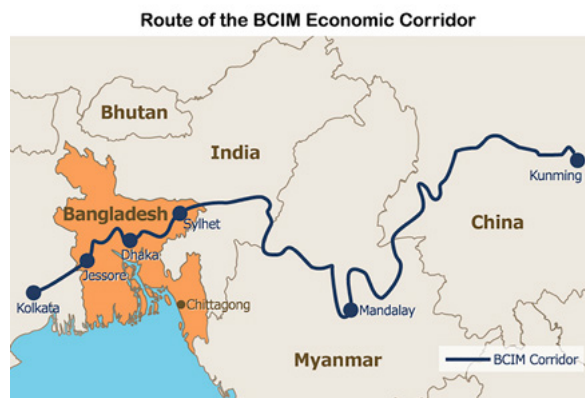 Route of the BCIM Economic Corridor
Bhutan
India
Kunming
Bangladesh
Sylhet
China
Dhaka
Jessore
Kolkata
Chittagong
Mandalay
Myanmar
BCIM Corridor